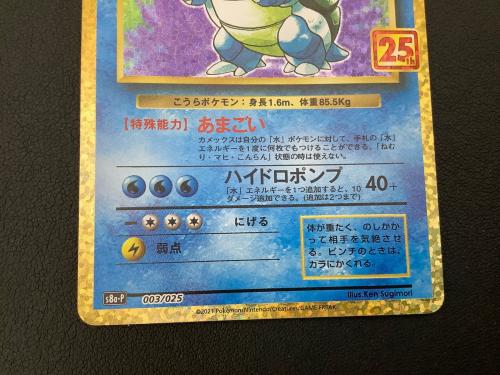 25th
こうらポケモン：身長1.6m、体重85.5Kg
【特殊能力】あまごい
カメックスは自分の「水」ポケモンに対して、手札の「水」
エネルギーを1度に何枚でもつけることができる。「ねむ
り・マヒ・こんらん」状態の時は使えない。
ハイドロポンプ 40+
「水」エネルギーを1つ追加すると、10
ダメージ追加できる。(追加は2つまで)
にげる
弱点
体が重たく、のしかか
って相手を気絶させ
る。ピンチのときは、
カラにかくれる。
Illus.Ken Sugimori
s8a-P 003/025
©2021 Pokémon/Nintendo/Creatures/GAME FREAK.